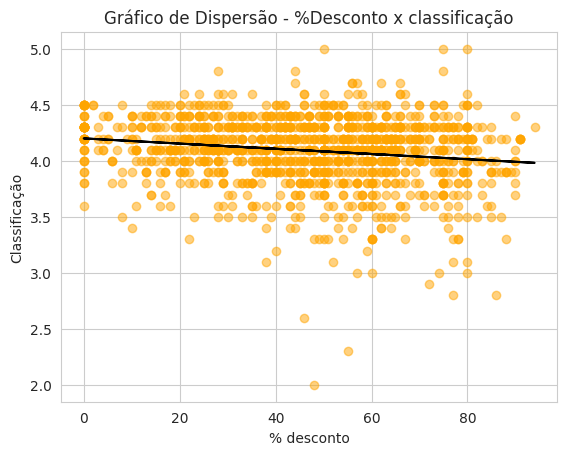 Gráfico de Dispersão - %Desconto x classificação
5.0
4.5
4.0
3.5
3.0
2.5
2.0
Classificação
0 20 40 60 80
% desconto